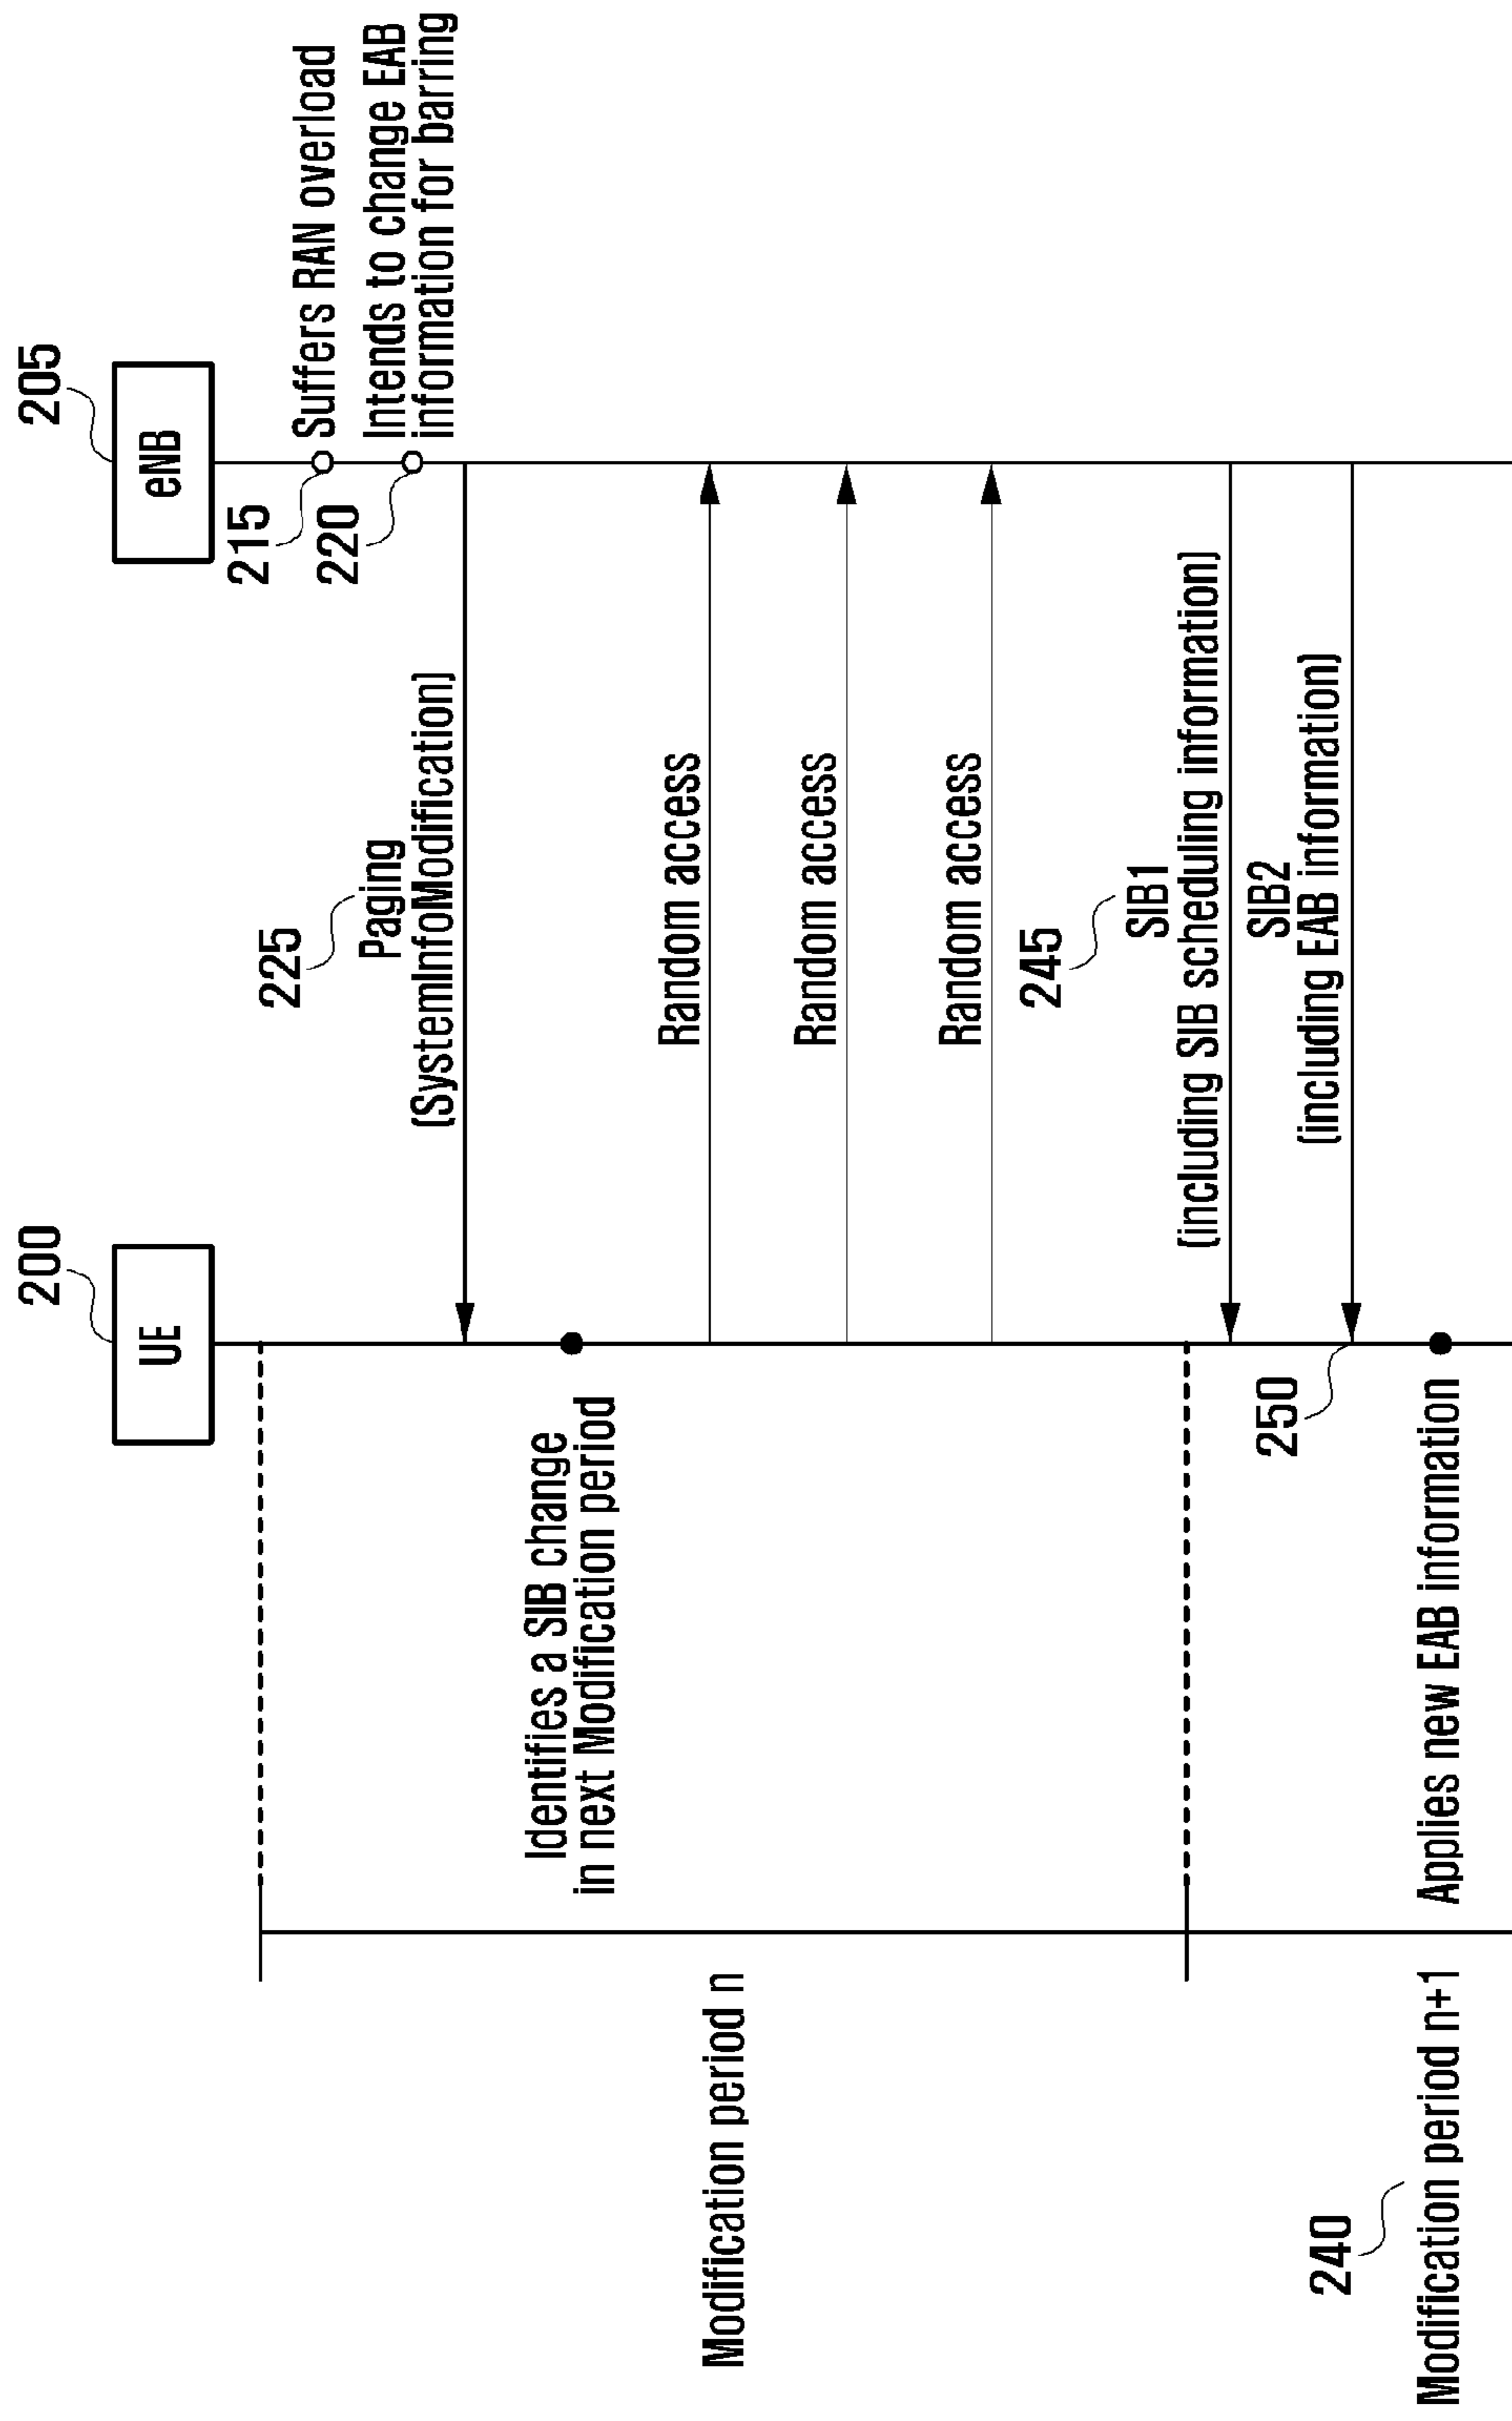 200
205
UE
eNB
215
Suffers RAN overload
220
Intends to change EAB
information for barring
225
Paging
(SystemInfoModification)
Identifies a SIB change
in next Modification period
Random access
Modification period n
Random access
Random access
245
SIB1
(including SIB scheduling information)
SIB2
(including EAB information)
250
240
Modification period n+1
Applies new EAB information